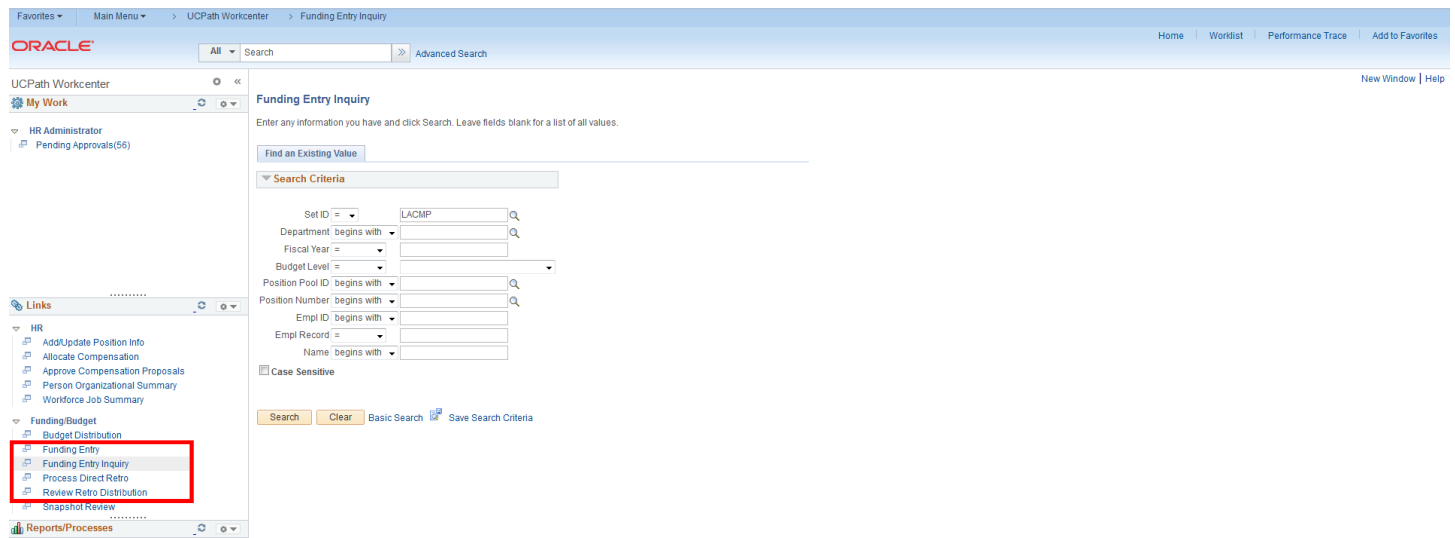 Favorites Main Menu > UCPath Workcenter > Funding Entry Inquiry
Home Worklist Performance Trace Add to Favorites
ORACLE
All Search Advanced Search
New Window | Help
UCPath Workcenter
My Work
HR Administrator
Pending Approvals(56)
Links
HR
Add/Update Position Info
Allocate Compensation
Approve Compensation Proposals
Person Organizational Summary
Workforce Job Summary
Funding/Budget
Budget Distribution
Funding Entry
Funding Entry Inquiry
Process Direct Retro
Review Retro Distribution
Snapshot Review
Reports/Processes
Funding Entry Inquiry
Enter any information you have and click Search. Leave fields blank for a list of all values.
Find an Existing Value
Search Criteria
Set ID = LACMP
Department begins with
Fiscal Year =
Budget Level =
Position Pool ID begins with
Position Number begins with
Empl ID begins with
Empl Record =
Name begins with
Case Sensitive
Search Clear Basic Search Save Search Criteria